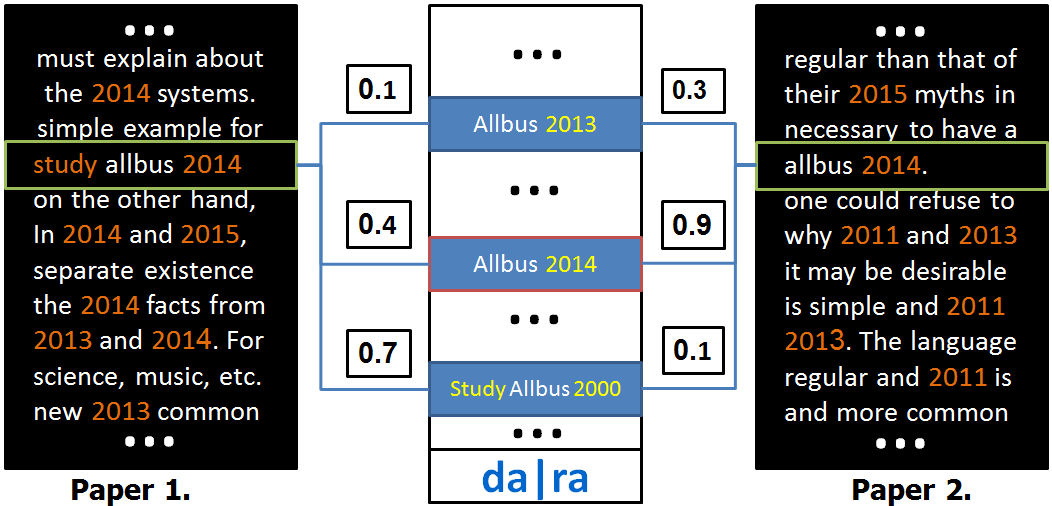 ...
must explain about
the 2014 systems.
simple example for
study allbus 2014
on the other hand,
In 2014 and 2015,
separate existence
the 2014 facts from
2013 and 2014. For
science, music, etc.
new 2013 common
...
Paper 1.
0.1
0.4
0.7
...
Allbus 2013
...
Allbus 2014
...
Study Allbus 2000
...
da|ra
0.3
0.9
0.1
...
regular than that of
their 2015 myths in
necessary to have a
allbus 2014.
one could refuse to
why 2011 and 2013
it may be desirable
is simple and 2011
2013. The language
regular and 2011 is
and more common
...
Paper 2.